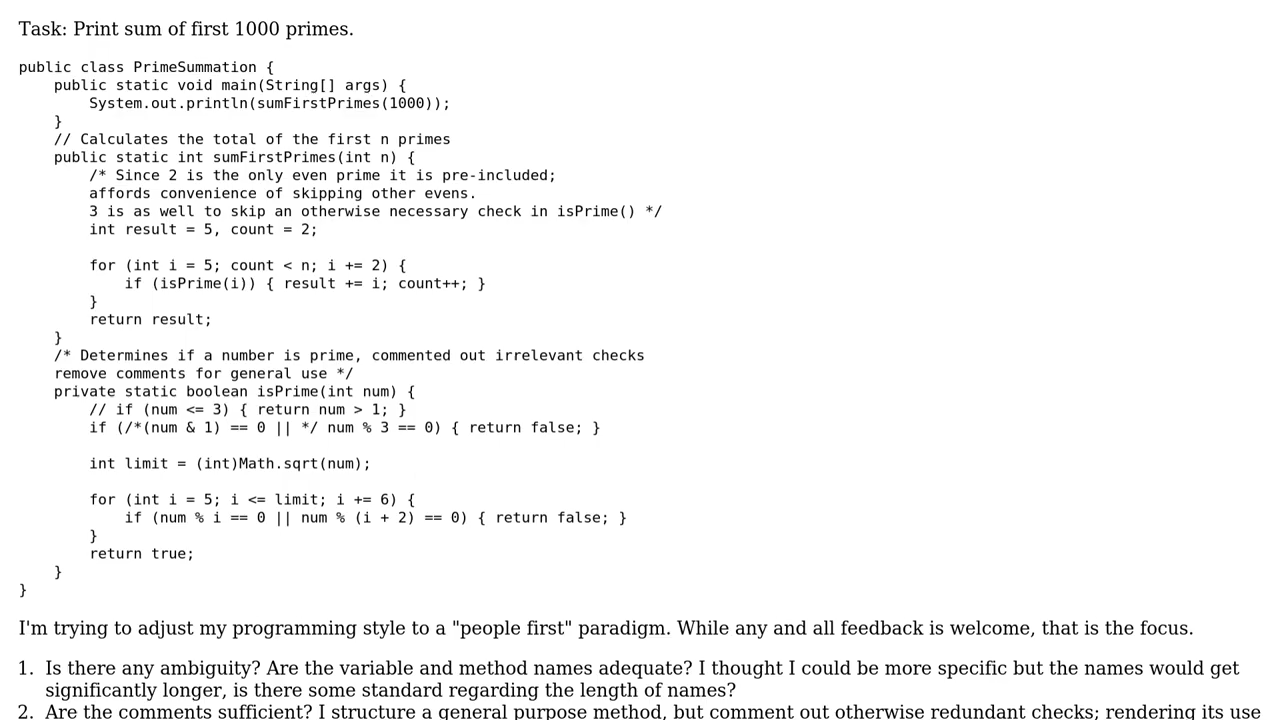 Task: Print sum of first 1000 primes.
public class PrimeSummation {
    public static void main(String[] args) {
        System.out.println(sumFirstPrimes(1000));
    }
    // Calculates the total of the first n primes
    public static int sumFirstPrimes(int n) {
        /* Since 2 is the only even prime it is pre-included;
        affords convenience of skipping other evens.
        3 is as well to skip an otherwise necessary check in isPrime() */
        int result = 5, count = 2;

        for (int i = 5; count < n; i += 2) {
            if (isPrime(i)) { result += i; count++; }
        }
        return result;
    }
    /* Determines if a number is prime, commented out irrelevant checks
    remove comments for general use */
    private static boolean isPrime(int num) {
        // if (num <= 3) { return num > 1; }
        if (/*(num & 1) == 0 || */ num % 3 == 0) { return false; }

        int limit = (int)Math.sqrt(num);

        for (int i = 5; i <= limit; i += 6) {
            if (num % i == 0 || num % (i + 2) == 0) { return false; }
        }
        return true;
    }
}
I'm trying to adjust my programming style to a "people first" paradigm. While any and all feedback is welcome, that is the focus.
1. Is there any ambiguity? Are the variable and method names adequate? I thought I could be more specific but the names would get
significantly longer, is there some standard regarding the length of names?
2. Are the comments sufficient? I structure a general purpose method, but comment out otherwise redundant checks; rendering its use